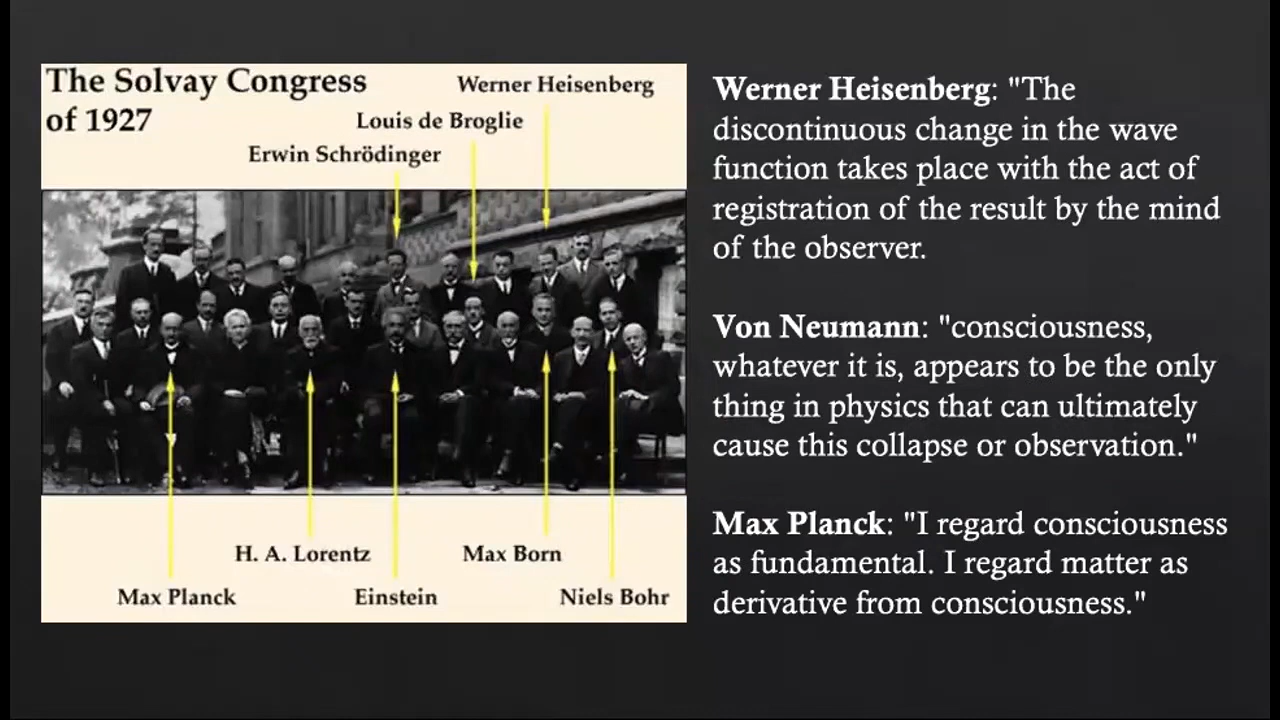 The Solvay Congress
of 1927
Werner Heisenberg
Louis de Broglie
Erwin Schrödinger
H. A. Lorentz
Max Born
Max Planck
Einstein
Niels Bohr
Werner Heisenberg: "The
discontinuous change in the wave
function takes place with the act of
registration of the result by the mind
of the observer.
Von Neumann: "consciousness,
whatever it is, appears to be the only
thing in physics that can ultimately
cause this collapse or observation."
Max Planck: "I regard consciousness
as fundamental. I regard matter as
derivative from consciousness."